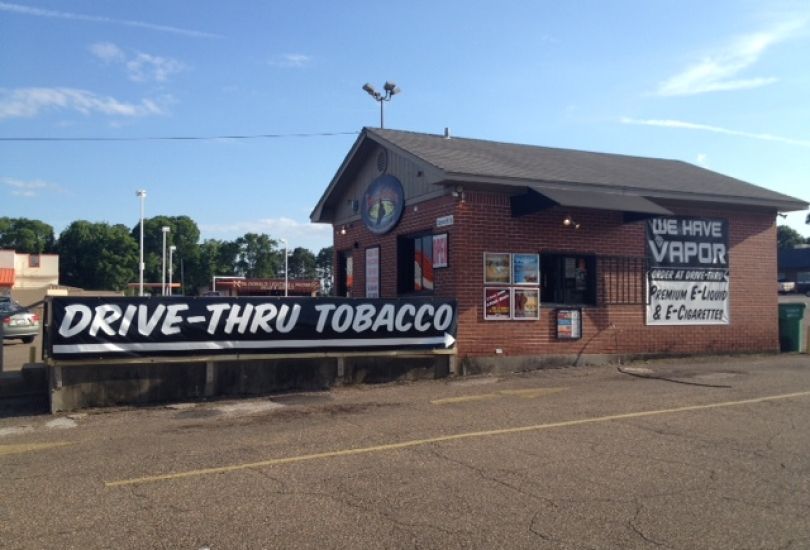 DRIVE-THRU TOBACCO
WE HAVE
VAPOR
ORDER AT DRIVE-THRU
PREMIUM E-LIQUID
& E-CIGARETTES